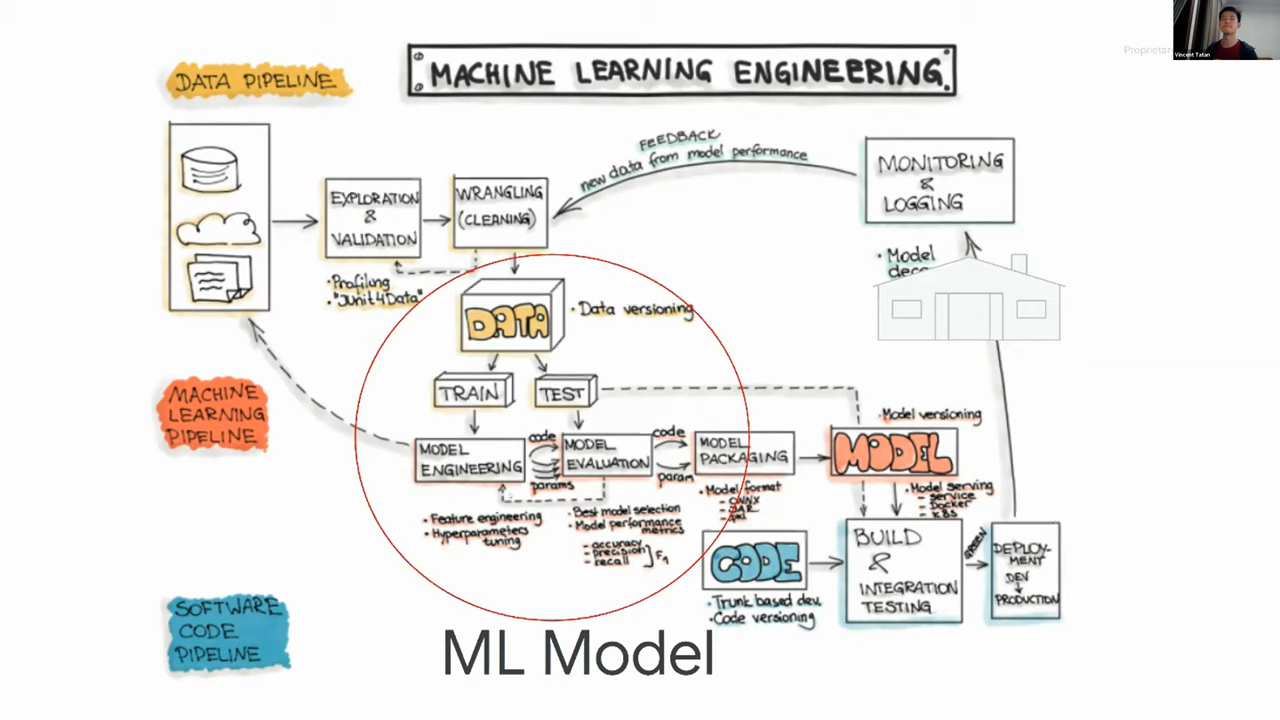 Proprietar
Vincent Tatan
MACHINE LEARNING ENGINEERING
DATA PIPELINE
EXPLORATION
&
VALIDATION
• Profiling
• "JUnit4Data"
WRANGLING
(CLEANING)
FEEDBACK
new data from model performance
MONITORING
&
LOGGING
• Model
dec
DATA
• Data versioning
TRAIN
TEST
MACHINE
LEARNING
PIPELINE
MODEL
ENGINEERING
code
params
MODEL
EVALUATION
code
param
MODEL
PACKAGING
• Model versioning
MODEL
• Feature engineering
• Hyperparameters
tuning
• Best model selection
• Model performance
metrics
- accuracy
- precision
- recall
F1
• Model format
• Model serving
- service
- Docker
- K8S
CODE
• Trunk based dev.
• Code versioning
BUILD
&
INTEGRATION
TESTING
GREEN
DEPLOY-
MENT
DEV
PRODUCTION
SOFTWARE
CODE
PIPELINE
ML Model